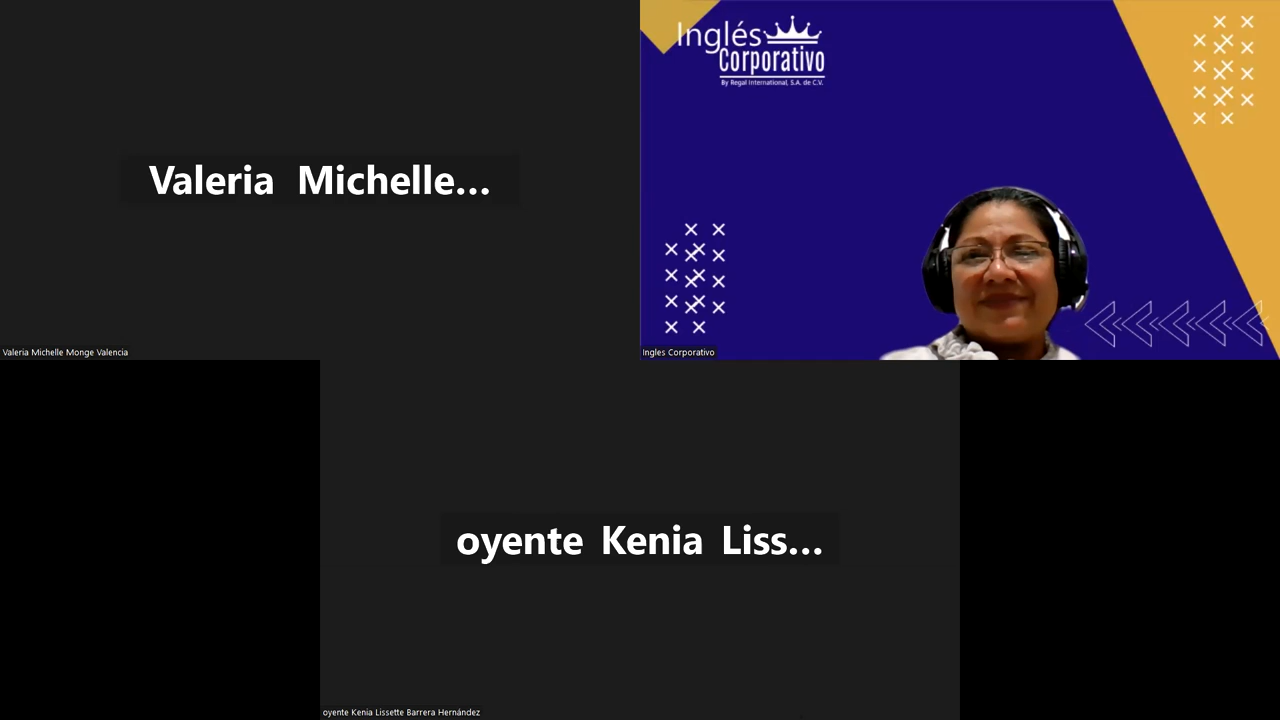 Valeria Michelle...
Valeria Michelle Monge Valencia
Inglés
Corporativo
By Regal International, S.A. de C.V.
Ingles Corporativo
oyente Kenia Liss...
oyente Kenia Lissette Barrera Hernández